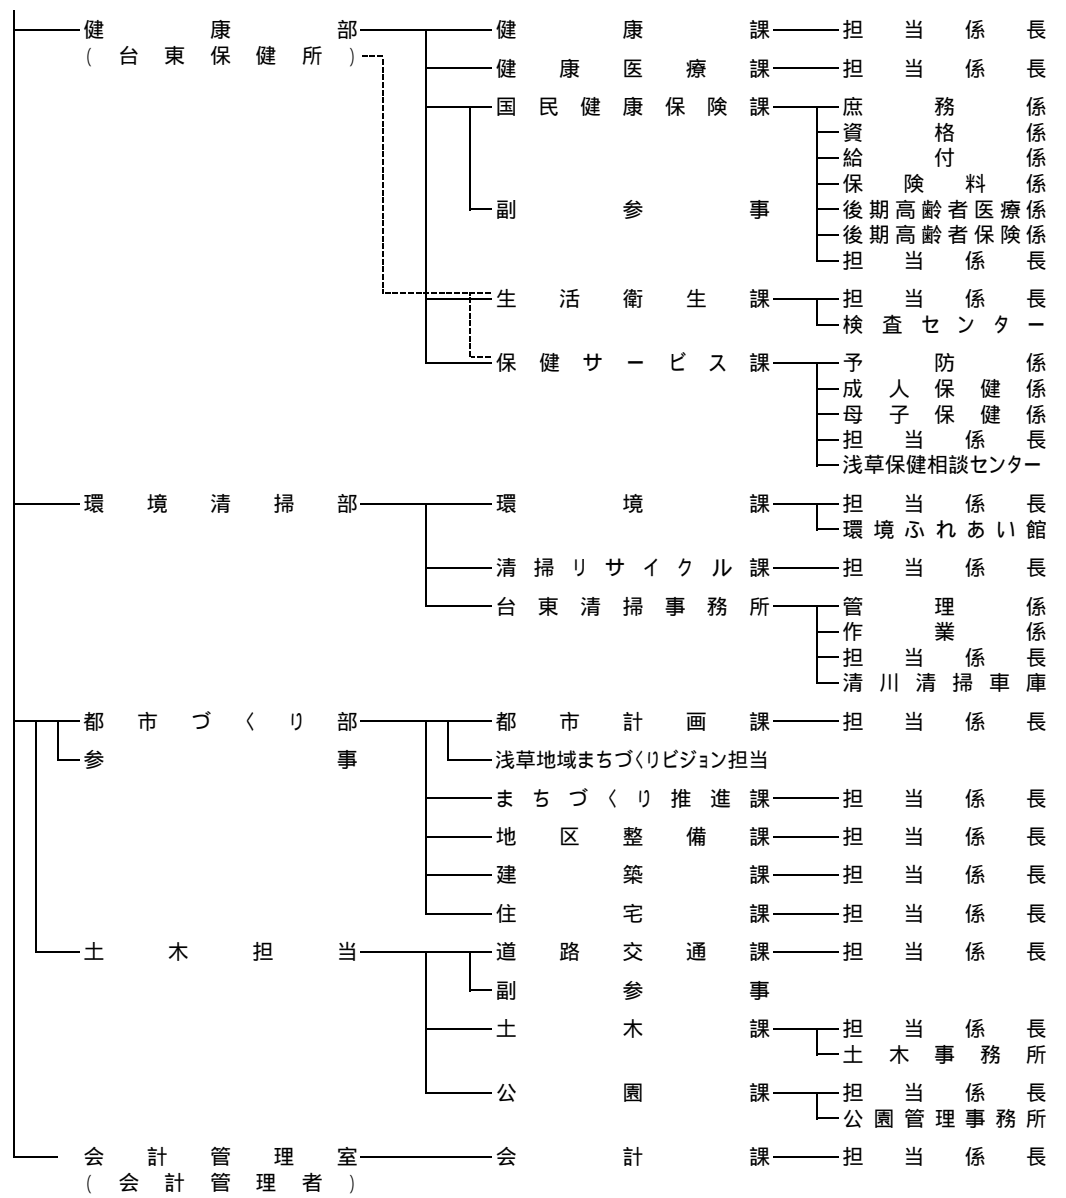 健康部 健康課 担当係長
(台東保健所)
健康医療課 担当係長
国民健康保険課 庶務係
資格係
給付係
保険料係
副参事 後期高齢者医療係
後期高齢者保険係
担当係長
生活衛生課 担当係長
検査センター
保健サービス課 予防係
成人保健係
母子保健係
担当係長
浅草保健相談センター
環境清掃部 環境課 担当係長
環境ふれあい館
清掃リサイクル課 担当係長
台東清掃事務所 管理係
作業係
担当係長
清川清掃車庫
都市づくり部 都市計画課 担当係長
参事 浅草地域まちづくりビジョン担当
まちづくり推進課 担当係長
地区整備課 担当係長
建築課 担当係長
住宅課 担当係長
土木担当 道路交通課 担当係長
副参事
土木課 担当係長
土木事務所
公園課 担当係長
公園管理事務所
会計管理室 会計課 担当係長
(会計管理者)